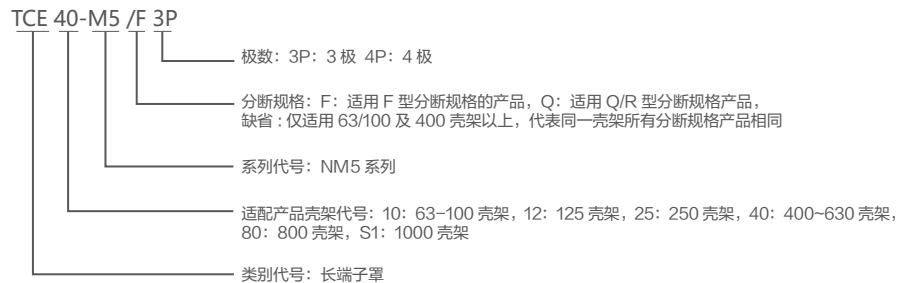 TCE 40-M5 /F 3P
极数：3P：3 极 4P：4 极
分断规格：F：适用 F 型分断规格的产品，Q：适用 Q/R 型分断规格产品，
缺省：仅适用 63/100 及 400 壳架以上，代表同一壳架所有分断规格产品相同
系列代号：NM5 系列
适配产品壳架代号：10：63-100 壳架，12：125 壳架，25：250 壳架，40：400~630 壳架，
80：800 壳架，S1：1000 壳架
类别代号：长端子罩